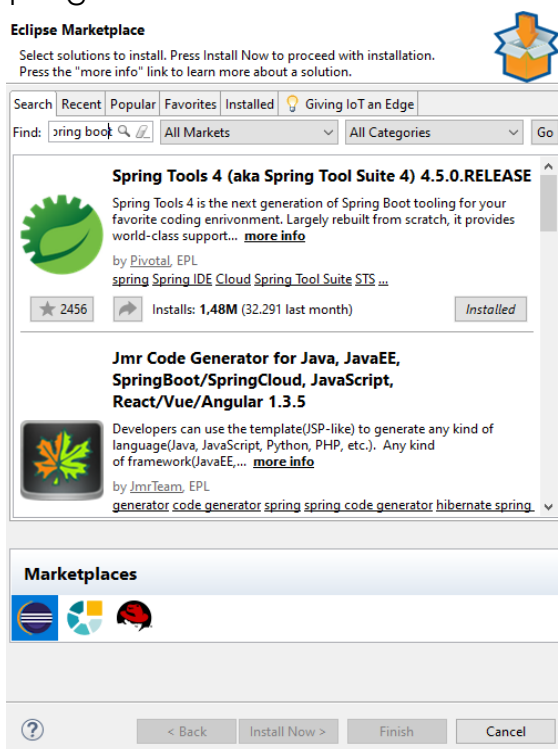 Eclipse Marketplace
Select solutions to install. Press Install Now to proceed with installation.
Press the "more info" link to learn more about a solution.
Search Recent Popular Favorites Installed Giving IoT an Edge
Find: pring boot All Markets All Categories Go
Spring Tools 4 (aka Spring Tool Suite 4) 4.5.0.RELEASE
Spring Tools 4 is the next generation of Spring Boot tooling for your
favorite coding enrivonment. Largely rebuilt from scratch, it provides
world-class support... more info
by Pivotal, EPL
spring Spring IDE Cloud Spring Tool Suite STS ...
2456 Installs: 1,48M (32.291 last month) Installed
Jmr Code Generator for Java, JavaEE,
SpringBoot/SpringCloud, JavaScript,
React/Vue/Angular 1.3.5
Developers can use the template(JSP-like) to generate any kind of
language(Java, JavaScript, Python, PHP, etc.). Any kind
of framework(JavaEE,... more info
by JmrTeam, EPL
generator code generator spring spring code generator hibernate spring
Marketplaces
? < Back Install Now > Finish Cancel